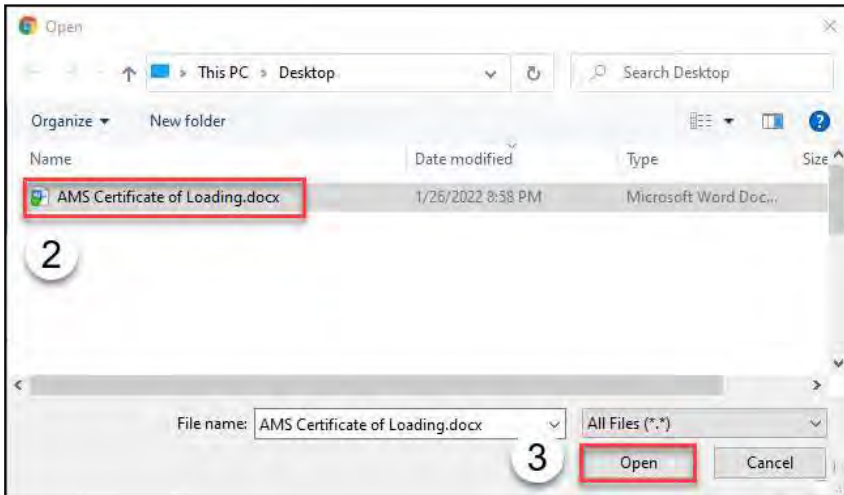 Open
This PC > Desktop
Search Desktop
Organize
New folder
Name
Date modified
Type
Size
AMS Certificate of Loading.docx
1/26/2022 8:58 PM
Microsoft Word Doc...
2
File name:
AMS Certificate of Loading.docx
All Files (*.*)
3
Open
Cancel